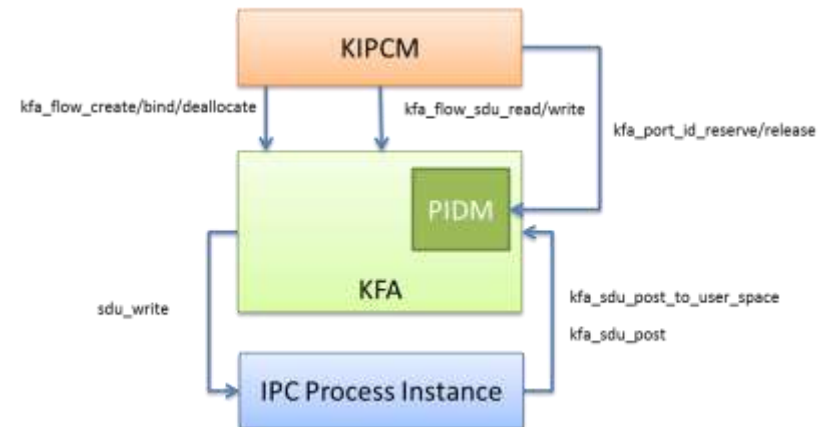 KIPCM
kfa_flow_create/bind/deallocate
kfa_flow_sdu_read/write
kfa_port_id_reserve/release
PIDM
KFA
sdu_write
kfa_sdu_post_to_user_space
kfa_sdu_post
IPC Process Instance